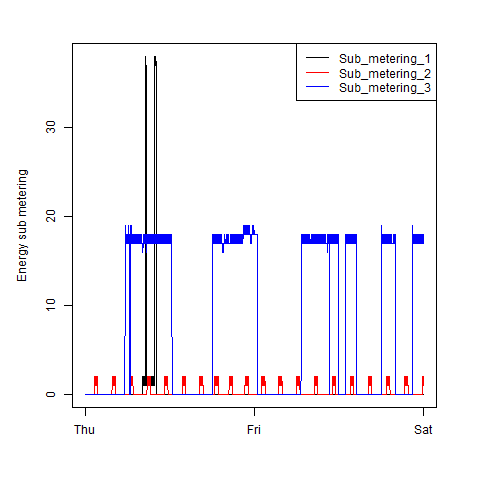 Sub_metering_1
Sub_metering_2
Sub_metering_3
Energy sub metering
30
20
10
0
Thu Fri Sat